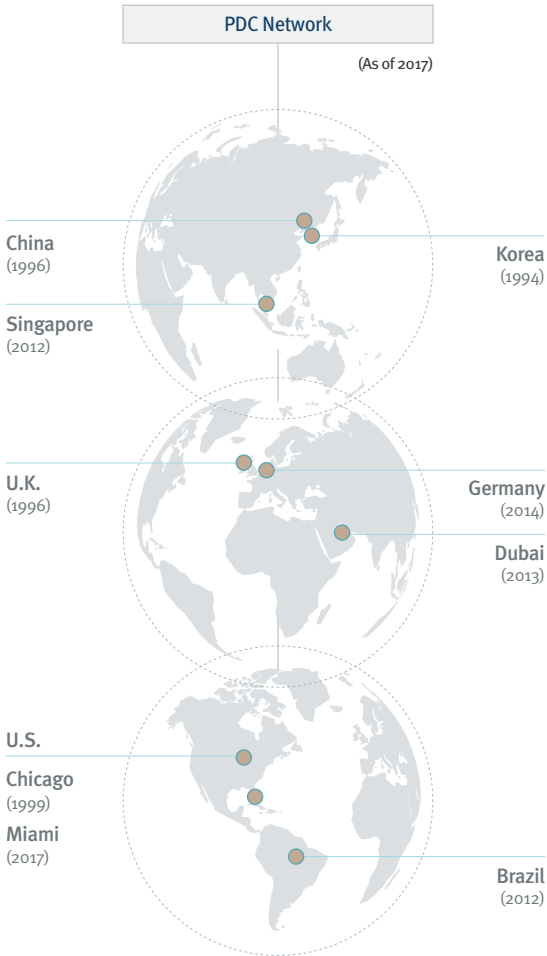 PDC Network
(As of 2017)
China
(1996)
Korea
(1994)
Singapore
(2012)
U.K.
(1996)
Germany
(2014)
Dubai
(2013)
U.S.
Chicago
(1999)
Miami
(2017)
Brazil
(2012)